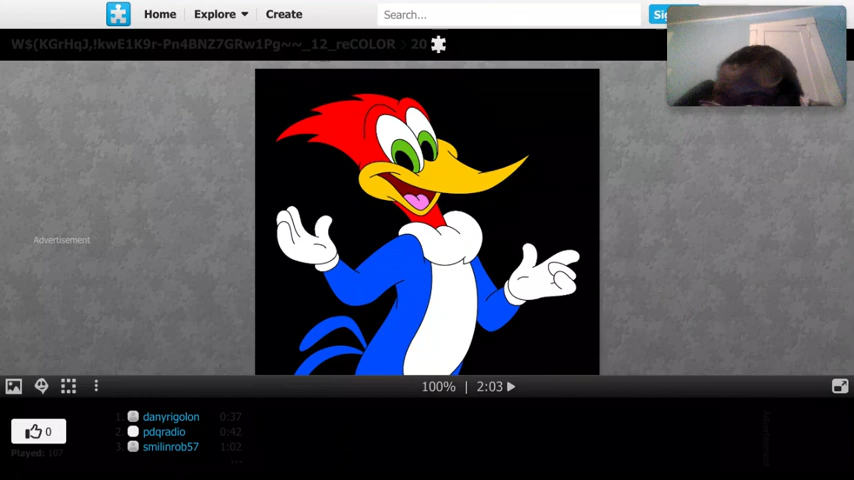 Home Explore Create Search...
W$(KGrHqJ,!kwE1K9r-Pn4BNZ7GRw1Pg~~_12_reCOLOR > 20
Advertisement
100% | 2:03
0
Played: 107
1. danyrigolon 0:37
2. pdqradio 0:42
3. smilinrob57 1:02
...
Advertisement